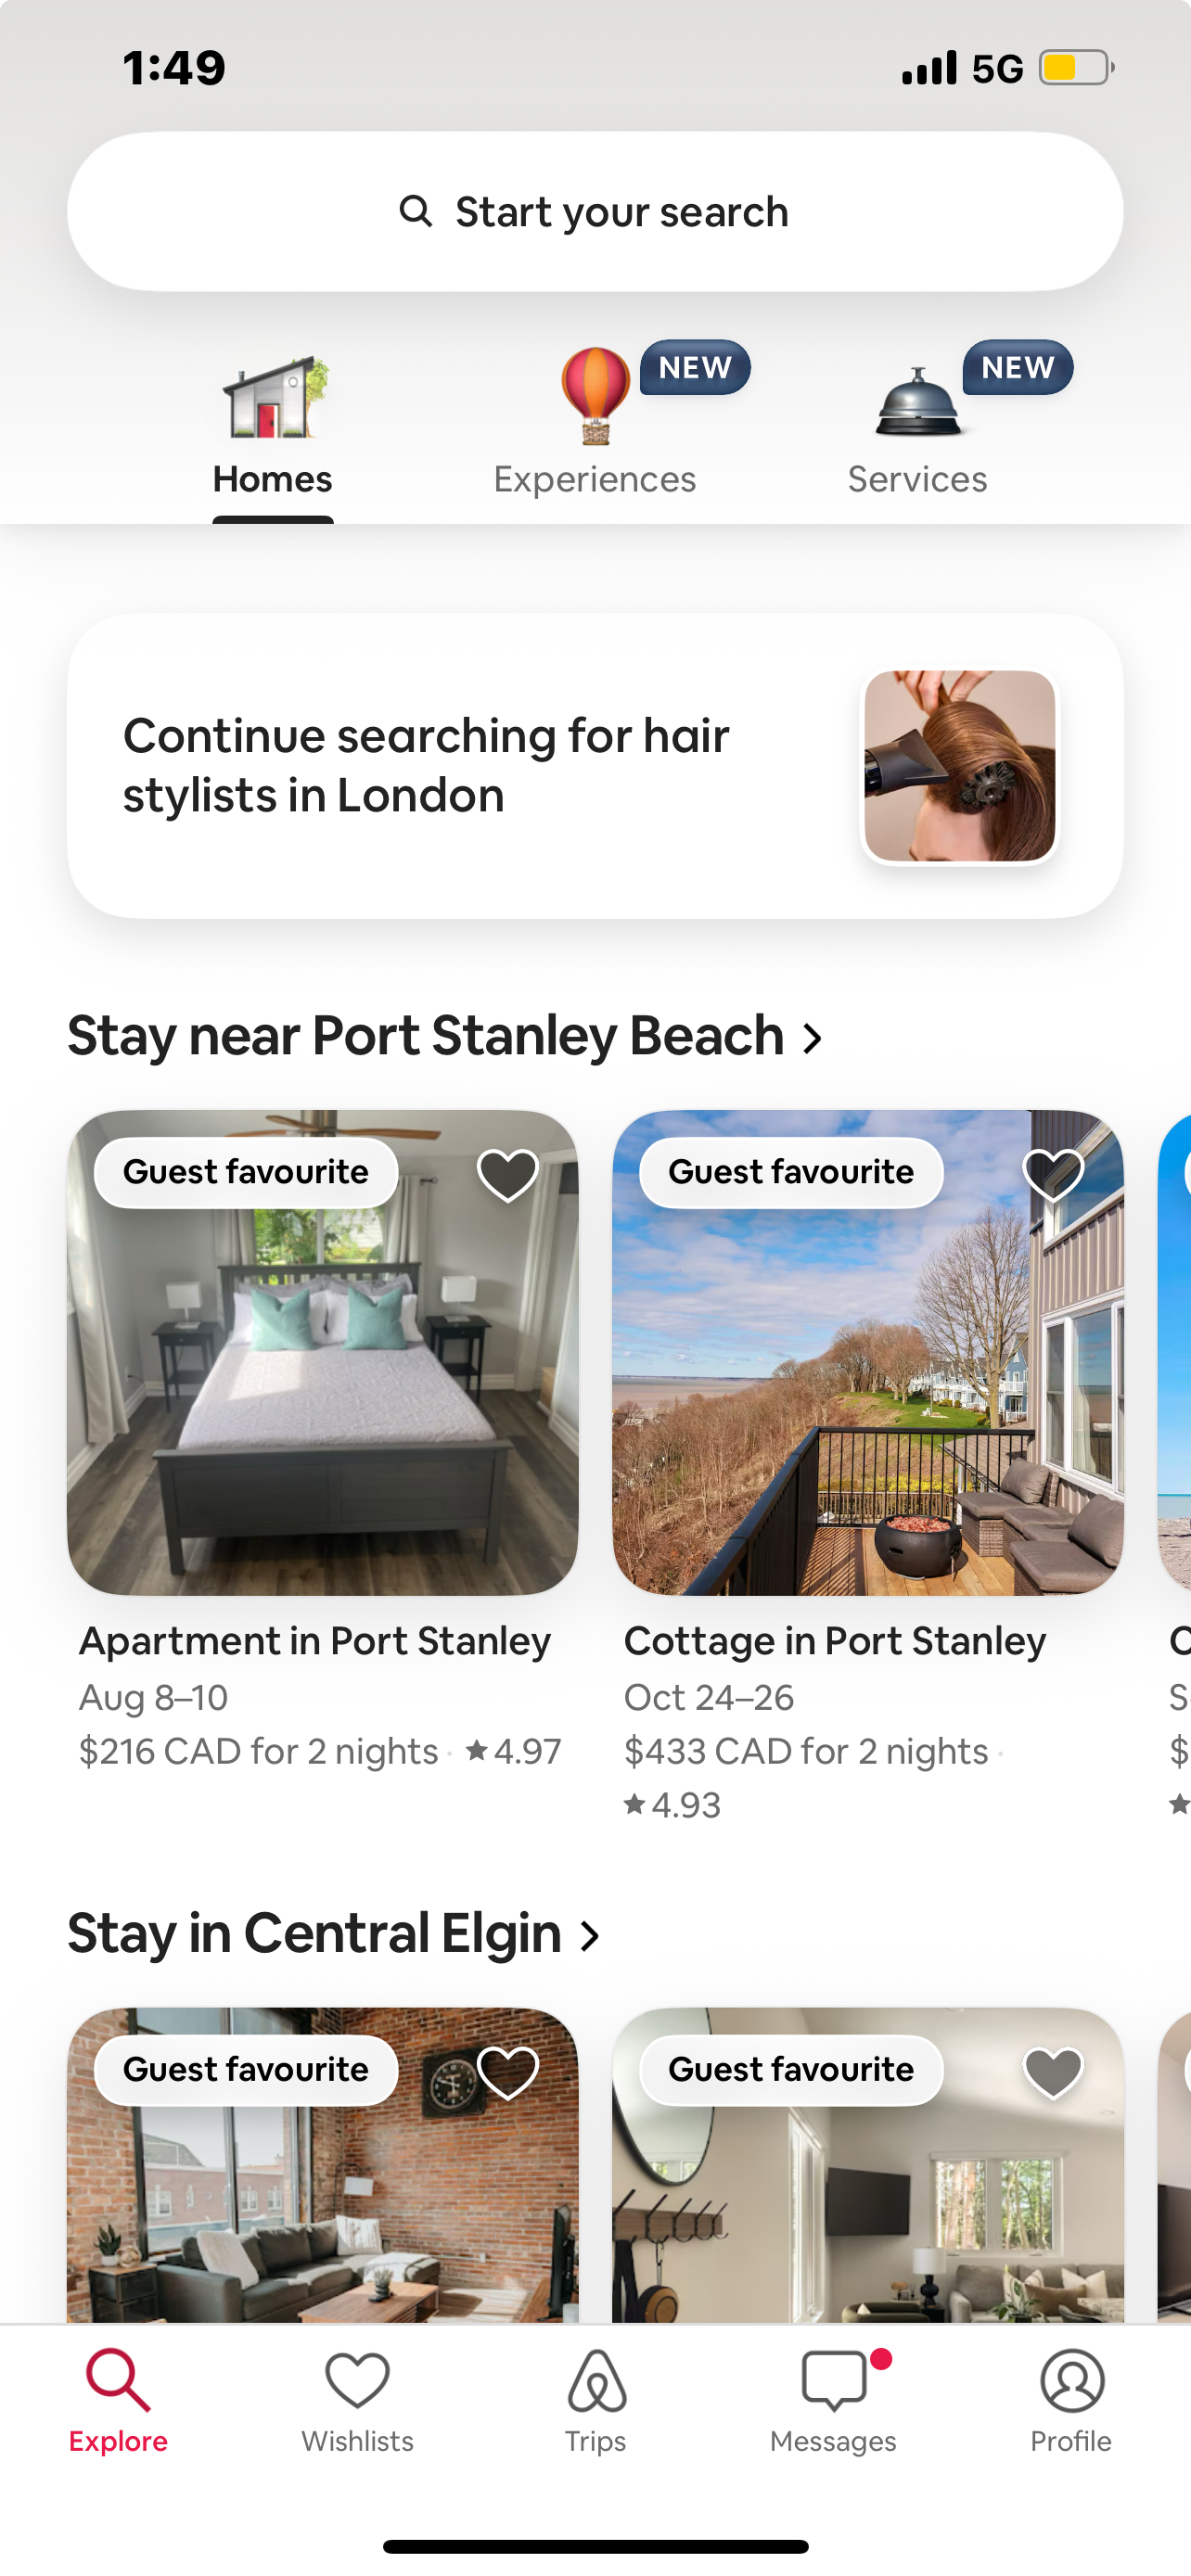 1:49
5G
Start your search
NEW
NEW
Homes
Experiences
Services
Continue searching for hair
stylists in London
Stay near Port Stanley Beach
Guest favourite
Guest favourite
Apartment in Port Stanley
Cottage in Port Stanley
Aug 8–10
Oct 24–26
$216 CAD for 2 nights · ★ 4.97
$433 CAD for 2 nights ·
$
★ 4.93
★
Stay in Central Elgin
Guest favourite
Guest favourite
Explore
Wishlists
Trips
Messages
Profile